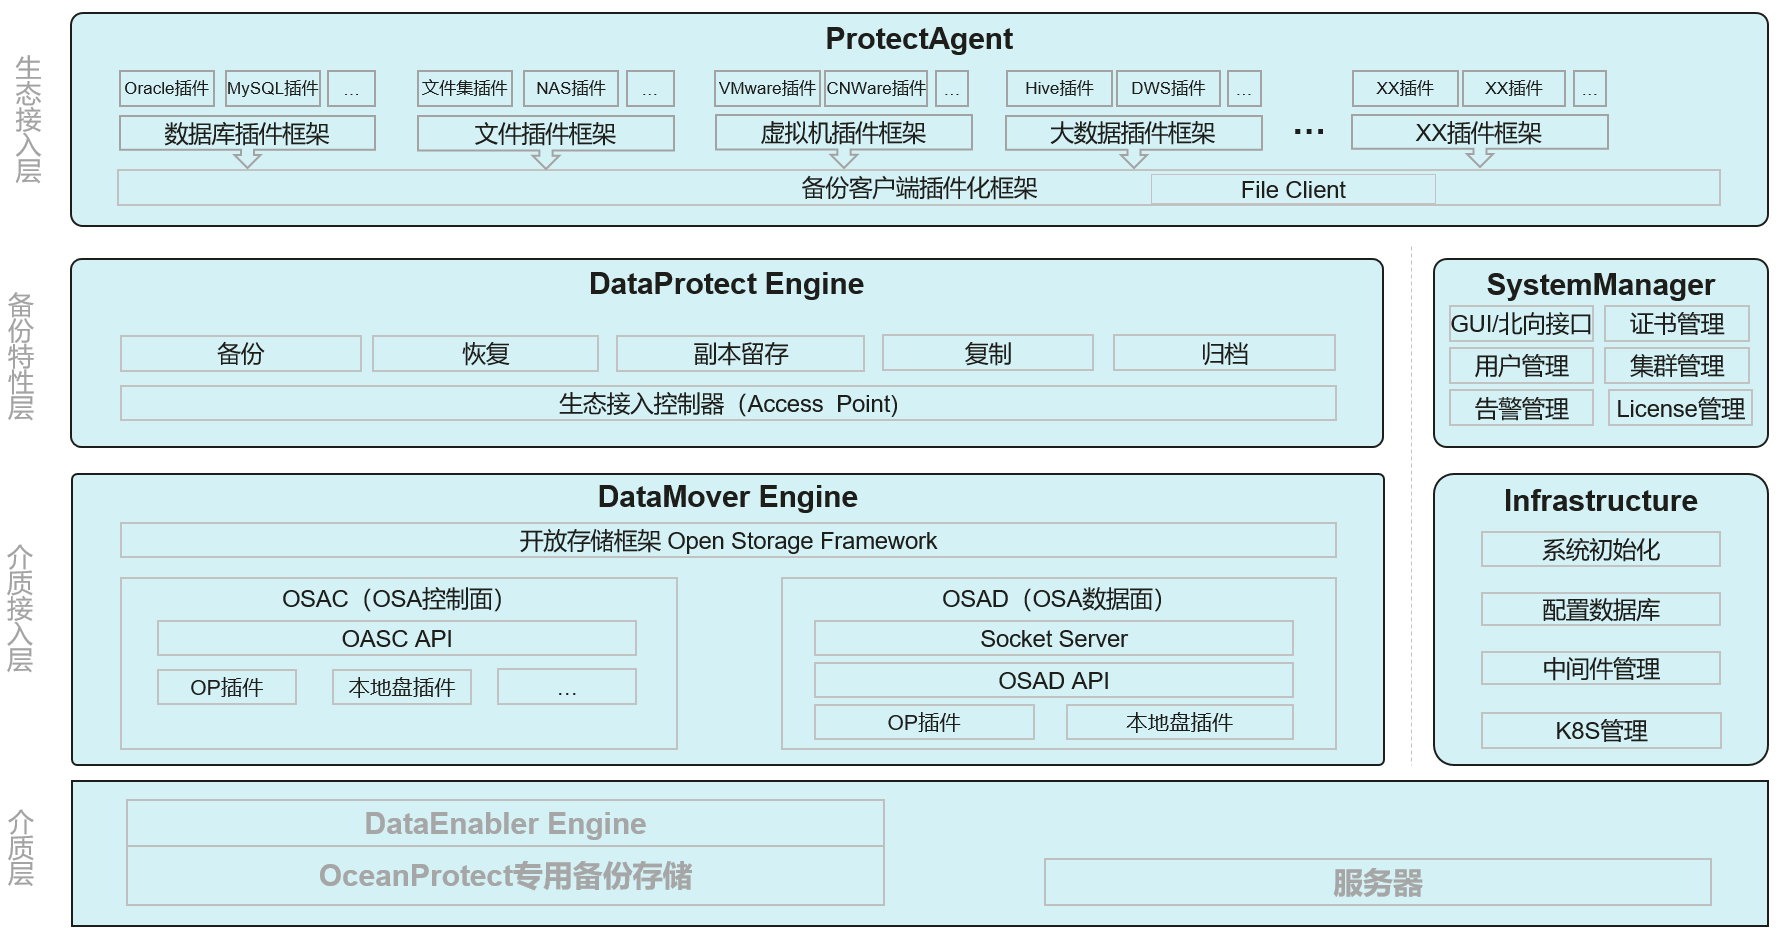 生态接入层
ProtectAgent
Oracle插件
MySQL插件
…
文件集插件
NAS插件
…
VMware插件
CNWare插件
…
Hive插件
DWS插件
…
XX插件
XX插件
…
数据库插件框架
文件插件框架
虚拟机插件框架
大数据插件框架
…
XX插件框架
备份客户端插件化框架
File Client
备份特性层
DataProtect Engine
备份
恢复
副本留存
复制
归档
生态接入控制器（Access  Point)
SystemManager
GUI/北向接口
证书管理
用户管理
集群管理
告警管理
License管理
介质接入层
DataMover Engine
开放存储框架 Open Storage Framework
OSAC（OSA控制面）
OASC API
OP插件
本地盘插件
…
OSAD（OSA数据面）
Socket Server
OSAD API
OP插件
本地盘插件
Infrastructure
系统初始化
配置数据库
中间件管理
K8S管理
介质层
DataEnabler Engine
OceanProtect专用备份存储
服务器